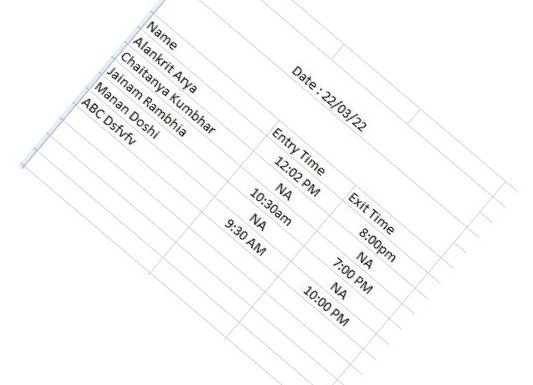 Date : 22/03/22
Name Entry Time Exit Time
Alankrit Arya 12:02 PM 8:00pm
Chaitanya Kumbhar NA NA
Jainam Rambhia 10:30am 7:00 PM
Manan Doshi NA NA
ABC Dsfvfv 9:30 AM 10:00 PM